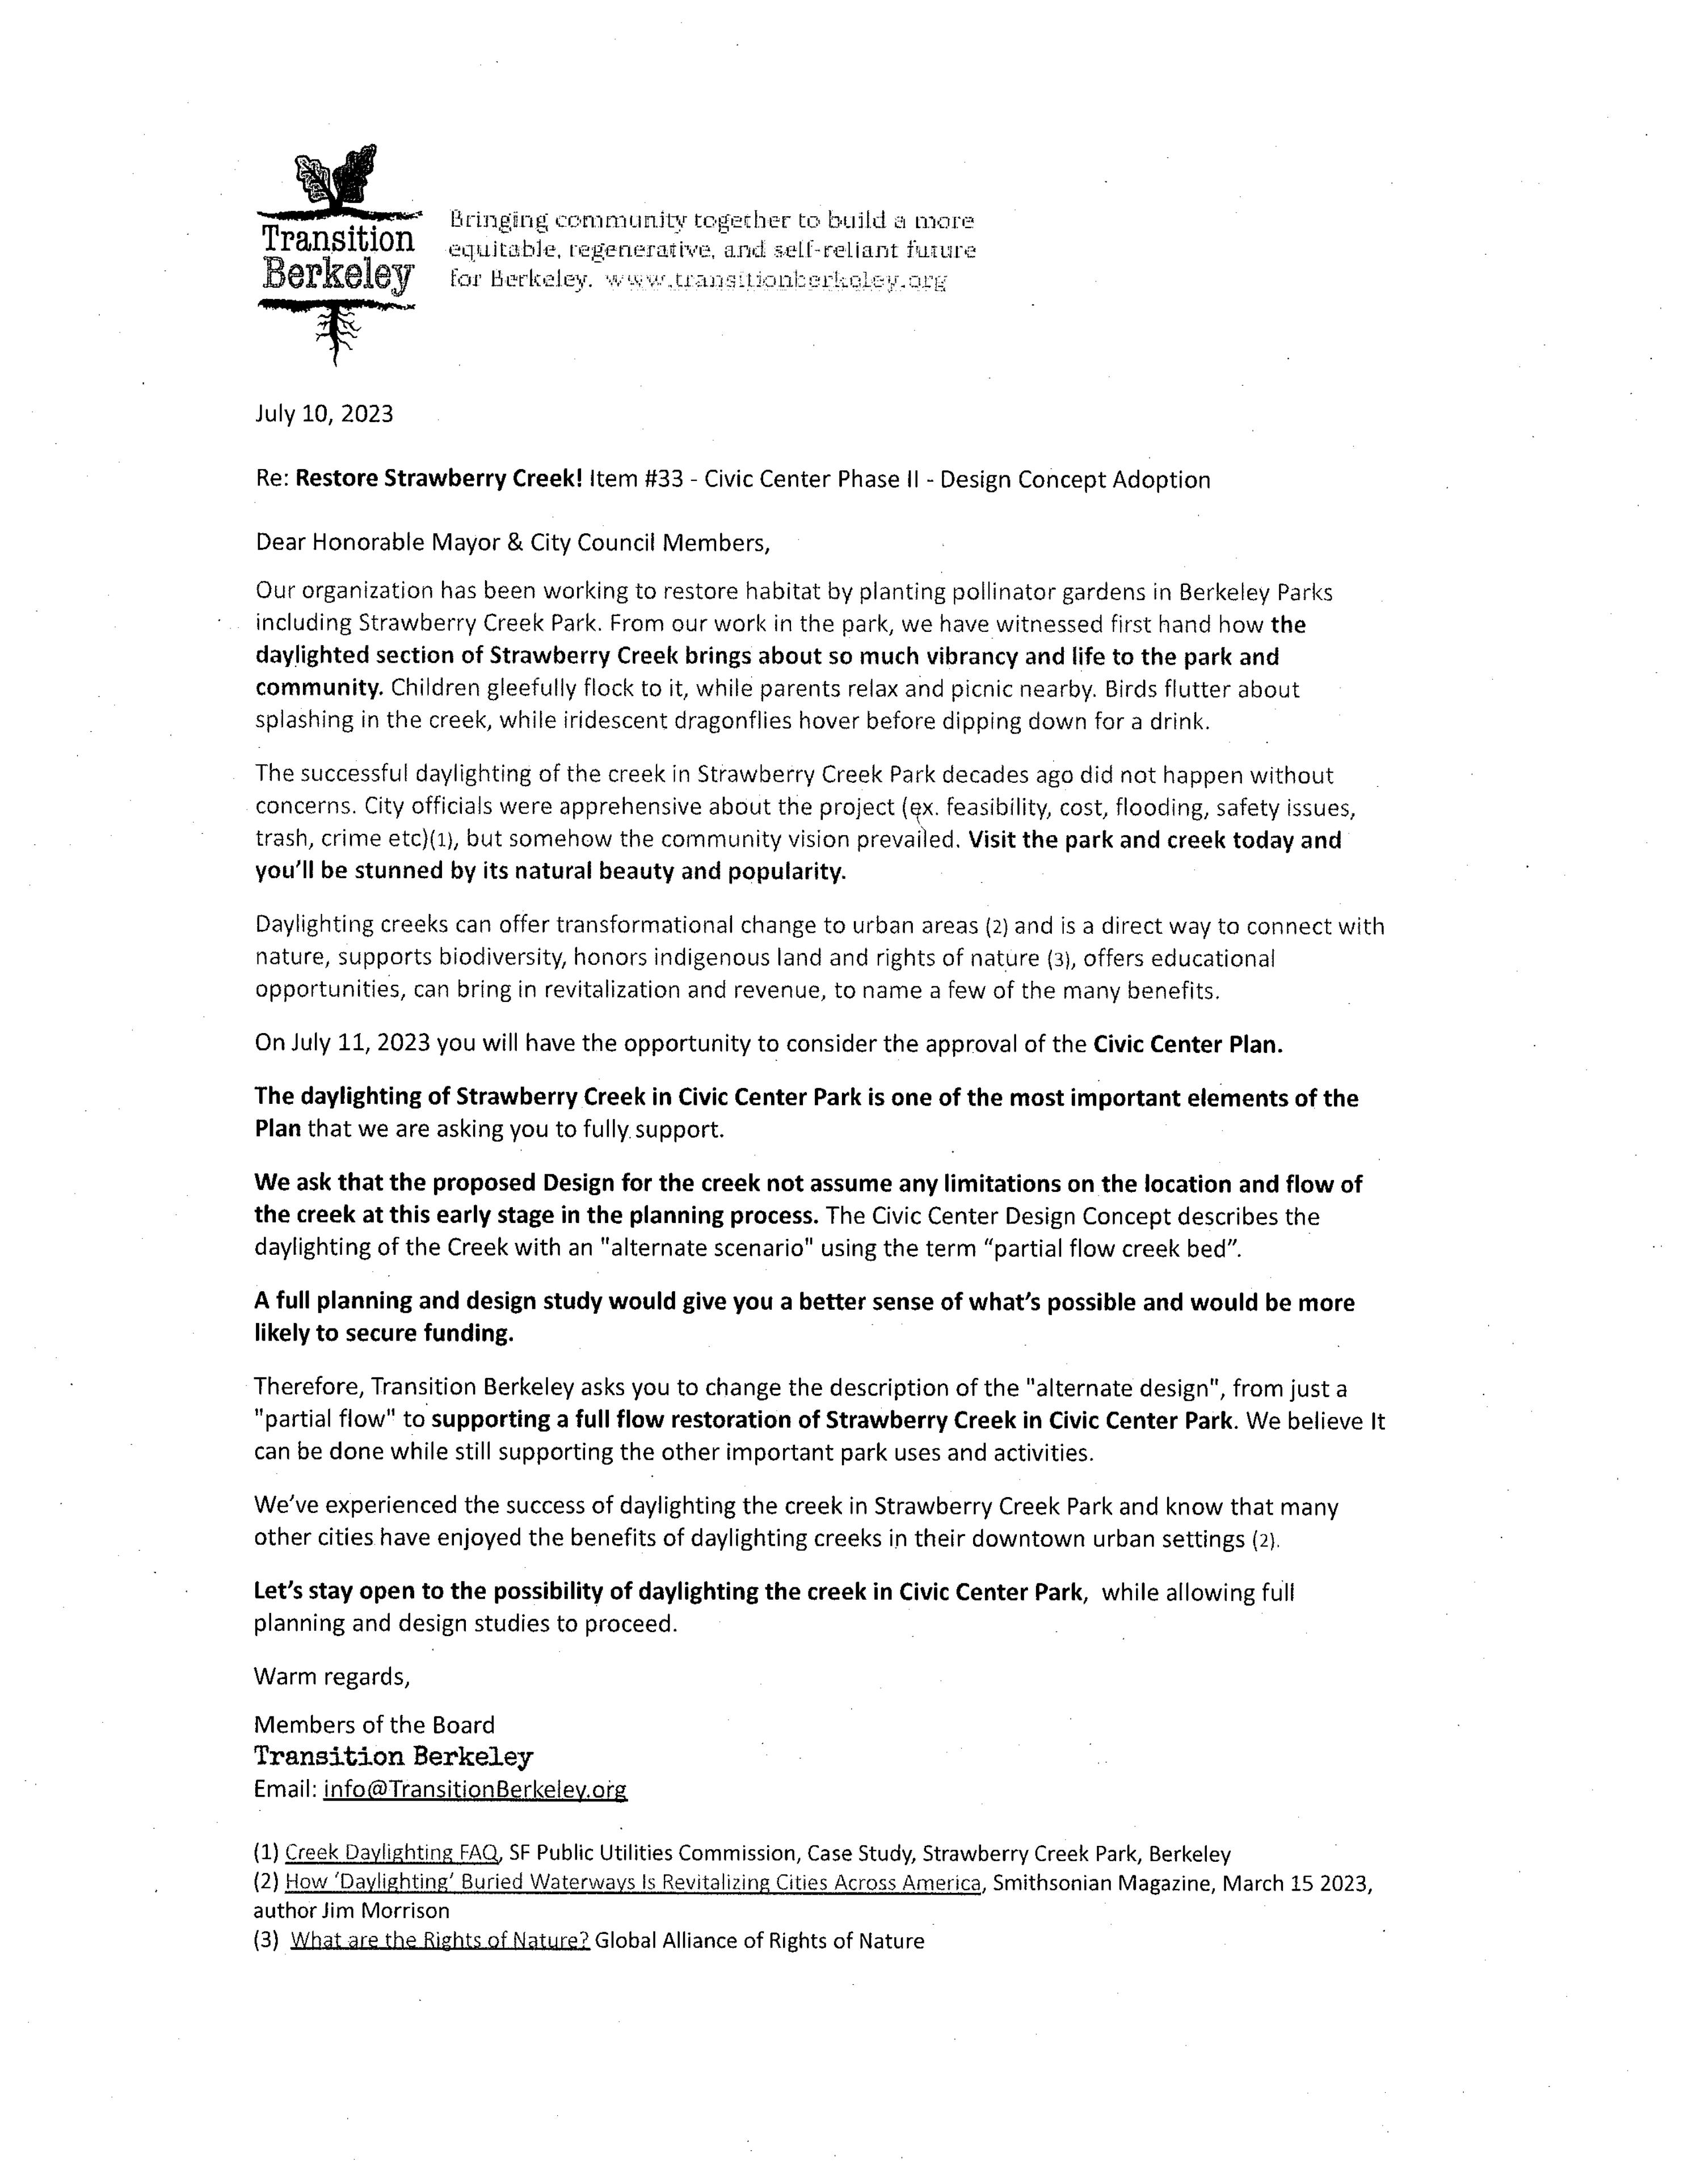 Transition
Berkeley
Bringing community together to build a more
equitable, regenerative, and self-reliant future
for Berkeley. www.transitionberkeley.org
July 10, 2023
Re: Restore Strawberry Creek! Item #33 - Civic Center Phase II - Design Concept Adoption
Dear Honorable Mayor & City Council Members,
Our organization has been working to restore habitat by planting pollinator gardens in Berkeley Parks
including Strawberry Creek Park. From our work in the park, we have witnessed first hand how the
daylighted section of Strawberry Creek brings about so much vibrancy and life to the park and
community. Children gleefully flock to it, while parents relax and picnic nearby. Birds flutter about
splashing in the creek, while iridescent dragonflies hover before dipping down for a drink.
The successful daylighting of the creek in Strawberry Creek Park decades ago did not happen without
concerns. City officials were apprehensive about the project (ex. feasibility, cost, flooding, safety issues,
trash, crime etc)(1), but somehow the community vision prevailed. Visit the park and creek today and
you'll be stunned by its natural beauty and popularity.
Daylighting creeks can offer transformational change to urban areas (2) and is a direct way to connect with
nature, supports biodiversity, honors indigenous land and rights of nature (3), offers educational
opportunities, can bring in revitalization and revenue, to name a few of the many benefits.
On July 11, 2023 you will have the opportunity to consider the approval of the Civic Center Plan.
The daylighting of Strawberry Creek in Civic Center Park is one of the most important elements of the
Plan that we are asking you to fully support.
We ask that the proposed Design for the creek not assume any limitations on the location and flow of
the creek at this early stage in the planning process. The Civic Center Design Concept describes the
daylighting of the Creek with an "alternate scenario" using the term “partial flow creek bed”.
A full planning and design study would give you a better sense of what's possible and would be more
likely to secure funding.
Therefore, Transition Berkeley asks you to change the description of the "alternate design", from just a
"partial flow" to supporting a full flow restoration of Strawberry Creek in Civic Center Park. We believe It
can be done while still supporting the other important park uses and activities.
We've experienced the success of daylighting the creek in Strawberry Creek Park and know that many
other cities have enjoyed the benefits of daylighting creeks in their downtown urban settings (2).
Let's stay open to the possibility of daylighting the creek in Civic Center Park, while allowing full
planning and design studies to proceed.
Warm regards,
Members of the Board
Transition Berkeley
Email: info@TransitionBerkeley.org
(1) Creek Daylighting FAQ, SF Public Utilities Commission, Case Study, Strawberry Creek Park, Berkeley
(2) How ‘Daylighting’ Buried Waterways Is Revitalizing Cities Across America, Smithsonian Magazine, March 15 2023,
author Jim Morrison
(3) What are the Rights of Nature? Global Alliance of Rights of Nature